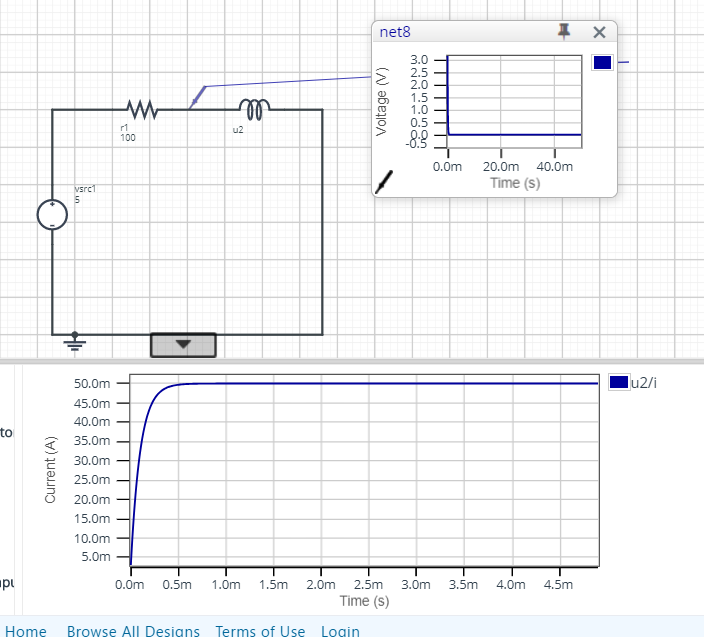 net8
Voltage (V)
3.0
2.5
2.0
1.5
1.0
0.5
0.0
-0.5
0.0m 20.0m 40.0m
Time (s)
r1
100
u2
vsrc1
5
+
-
u2/i
Current (A)
50.0m
45.0m
40.0m
35.0m
30.0m
25.0m
20.0m
15.0m
10.0m
5.0m
0.0m 0.5m 1.0m 1.5m 2.0m 2.5m 3.0m 3.5m 4.0m 4.5m
Time (s)
Home Browse All Designs Terms of Use Login